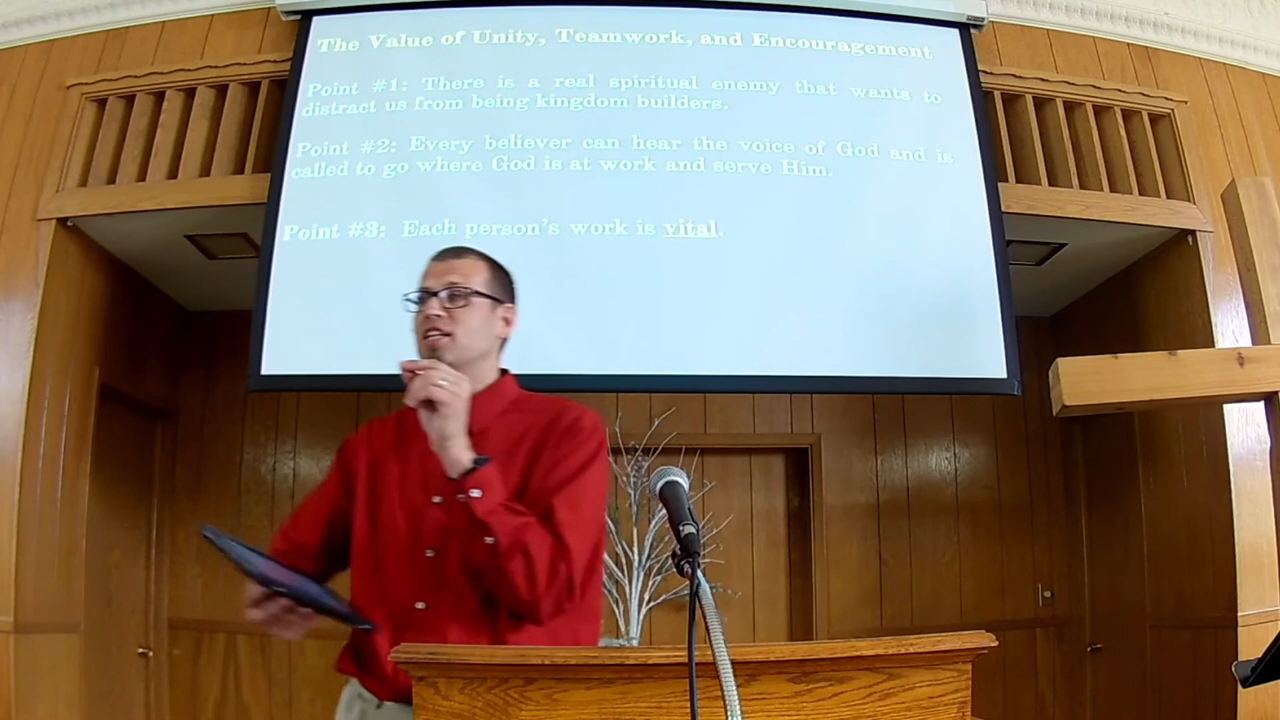 The Value of Unity, Teamwork, and Encouragement
Point #1: There is a real spiritual enemy that wants to
distract us from being kingdom builders.
Point #2: Every believer can hear the voice of God and is
called to go where God is at work and serve Him.
Point #3: Each person's work is vital.